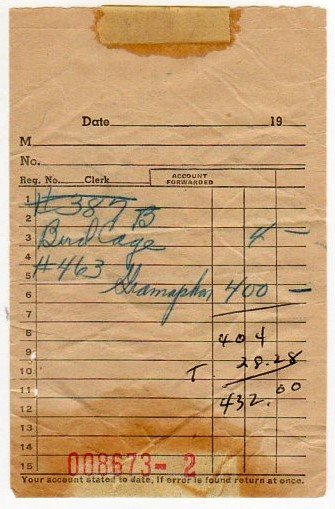 Date 19
M
No.
Reg. No. Clerk ACCOUNT
FORWARDED
1 #387B
2
3 Bird Cage 4 —
4
5 #463
6 Gramaphon 400 —
7
8 404
9 28.28
10 T
11 432.00
12
13
14
15 008673-2
Your account stated to date. If error is found return at once.